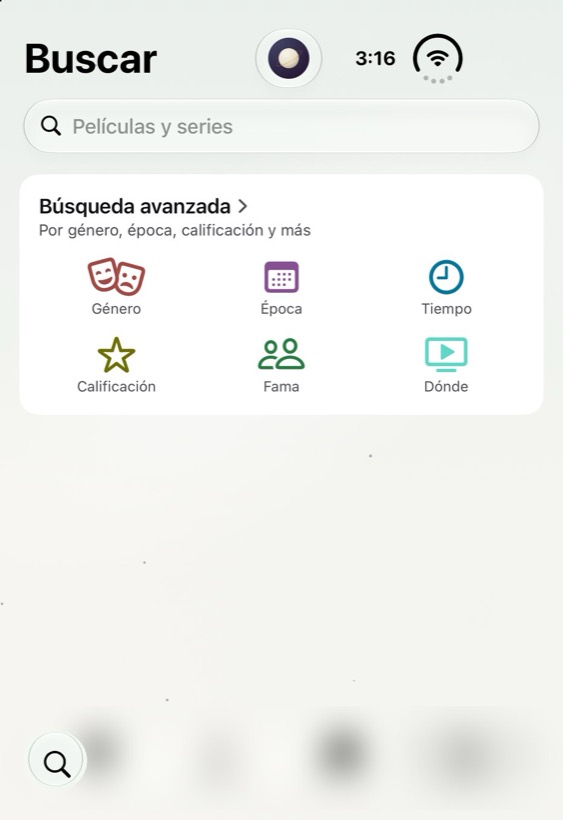 Buscar
3:16
Películas y series
Búsqueda avanzada
Por género, época, calificación y más
Género
Época
Tiempo
Calificación
Fama
Dónde